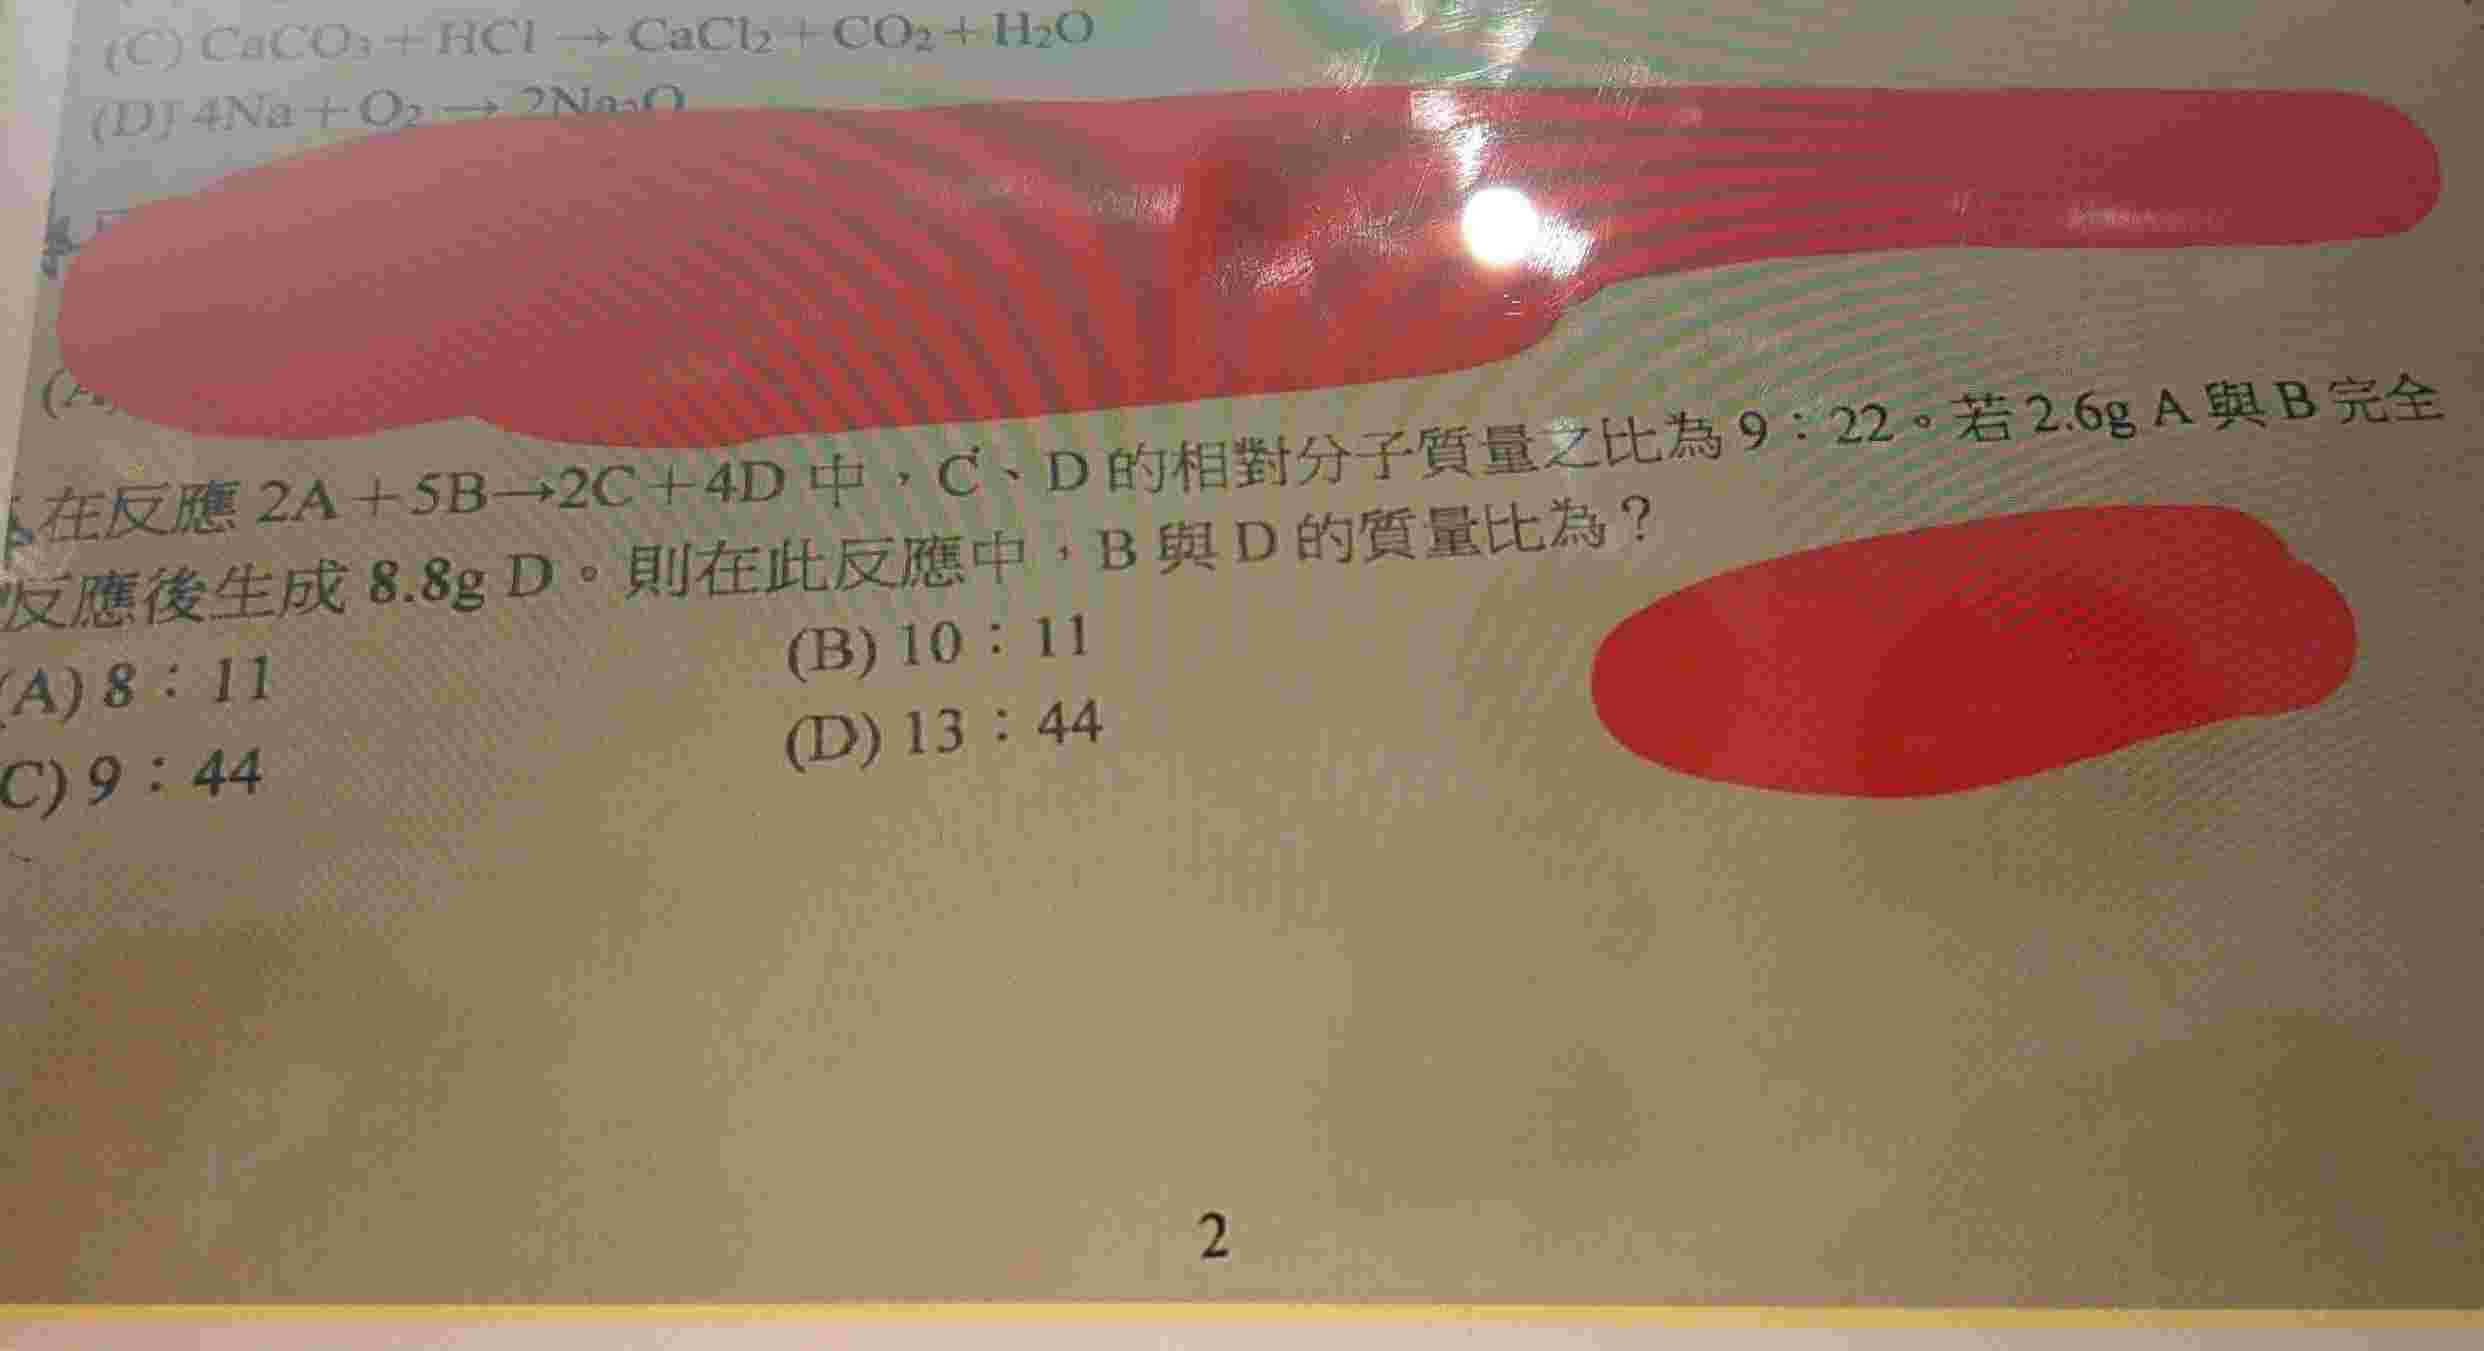 (C) CaCO₃＋HCl → CaCl₂＋CO₂＋H₂O
(D) 4Na＋O₂ → 2Na₂O
在反應 2A＋5B→2C＋4D 中，C、D 的相對分子質量之比為 9：22。若 2.6g A 與 B 完全
反應後生成 8.8g D。則在此反應中，B 與 D 的質量比為？
(A) 8：11
(B) 10：11
C) 9：44
(D) 13：44
2